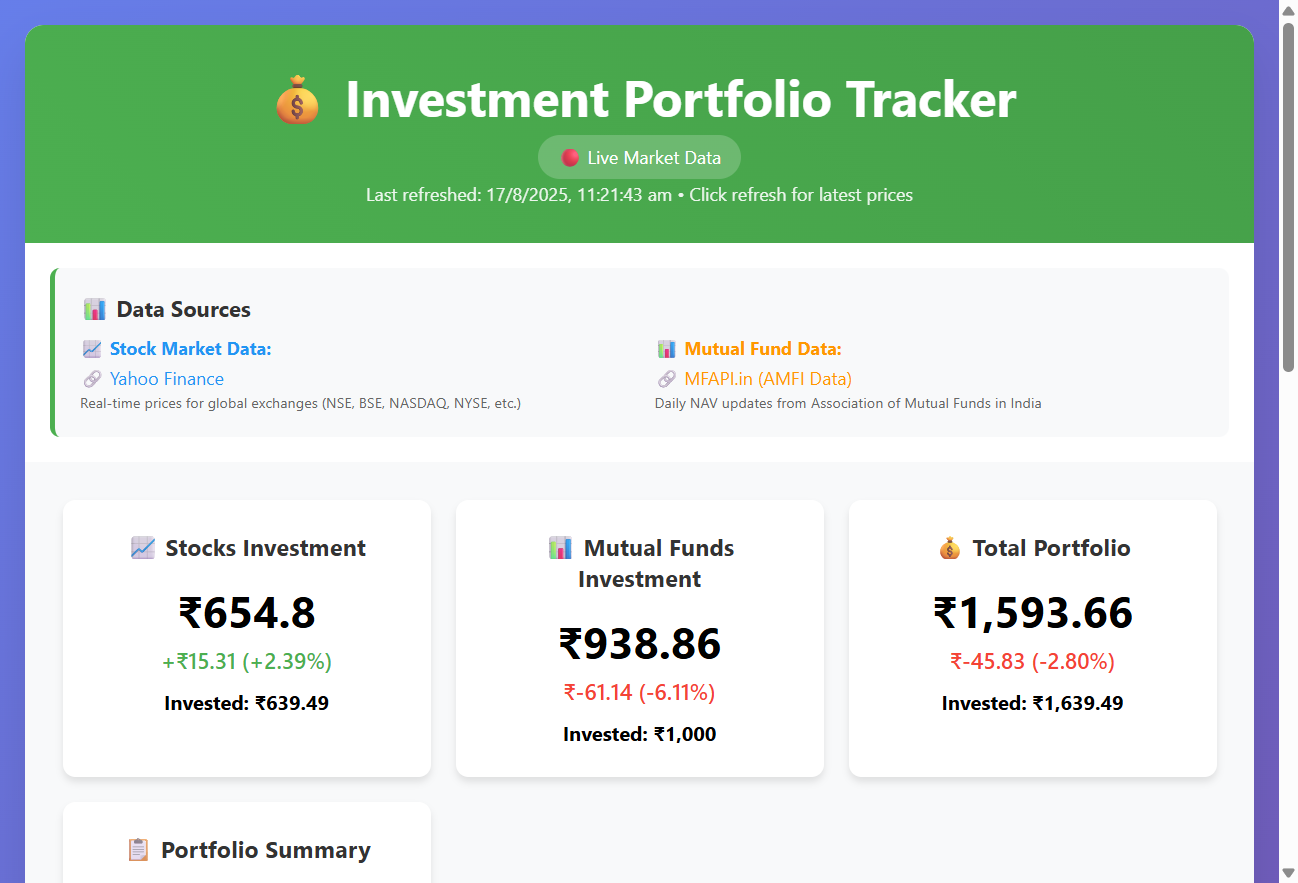 Investment Portfolio Tracker
Live Market Data
Last refreshed: 17/8/2025, 11:21:43 am • Click refresh for latest prices
Data Sources
Stock Market Data:
Yahoo Finance
Real-time prices for global exchanges (NSE, BSE, NASDAQ, NYSE, etc.)
Mutual Fund Data:
MFAPI.in (AMFI Data)
Daily NAV updates from Association of Mutual Funds in India
Stocks Investment
₹654.8
+₹15.31 (+2.39%)
Invested: ₹639.49
Mutual Funds
Investment
₹938.86
₹-61.14 (-6.11%)
Invested: ₹1,000
Total Portfolio
₹1,593.66
₹-45.83 (-2.80%)
Invested: ₹1,639.49
Portfolio Summary